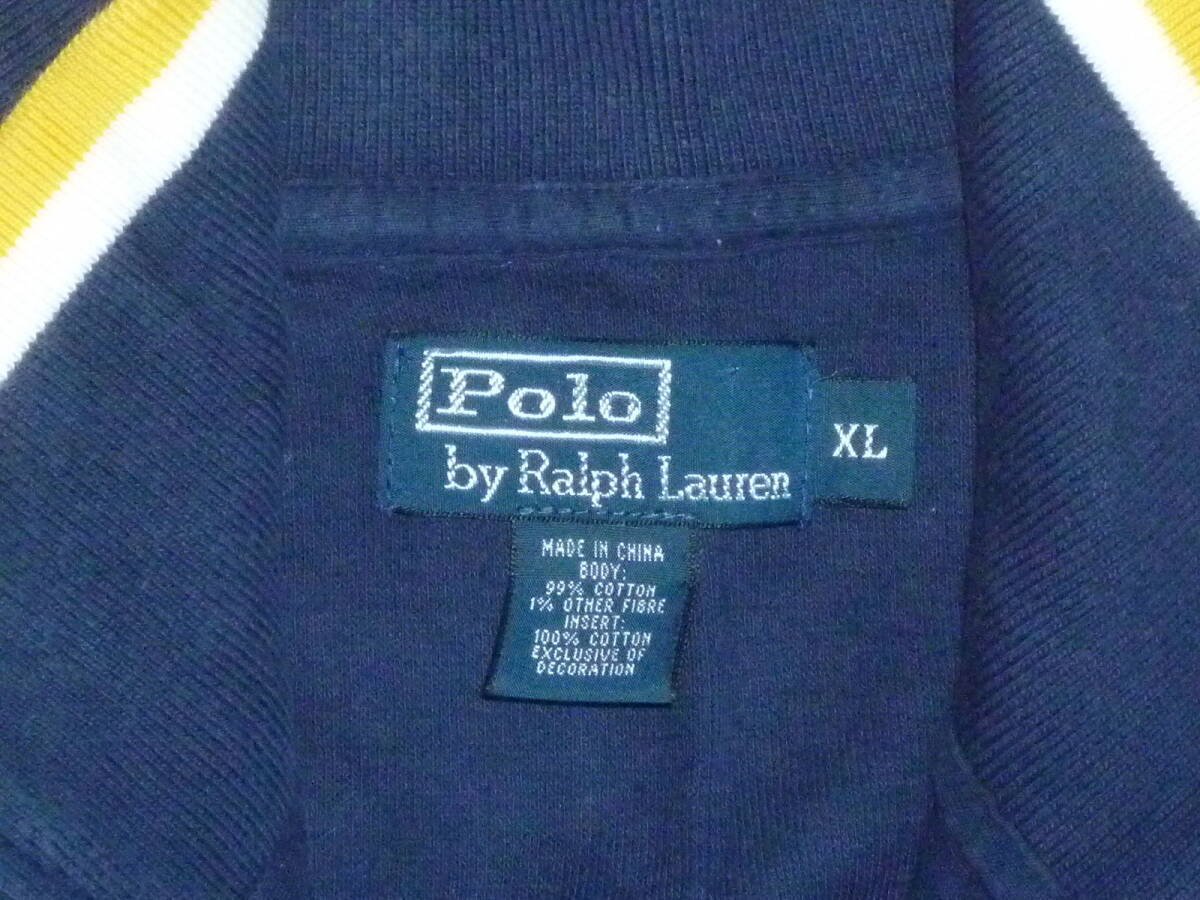 Polo
by Ralph Lauren
XL
MADE IN CHINA
BODY:
99% COTTON
1% OTHER FIBRE
INSERT:
100% COTTON
EXCLUSIVE OF
DECORATION